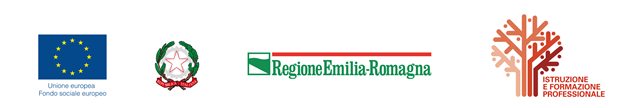 Unione europea
Fondo sociale europeo
RegioneEmilia-Romagna
ISTRUZIONE
E FORMAZIONE
PROFESSIONALE